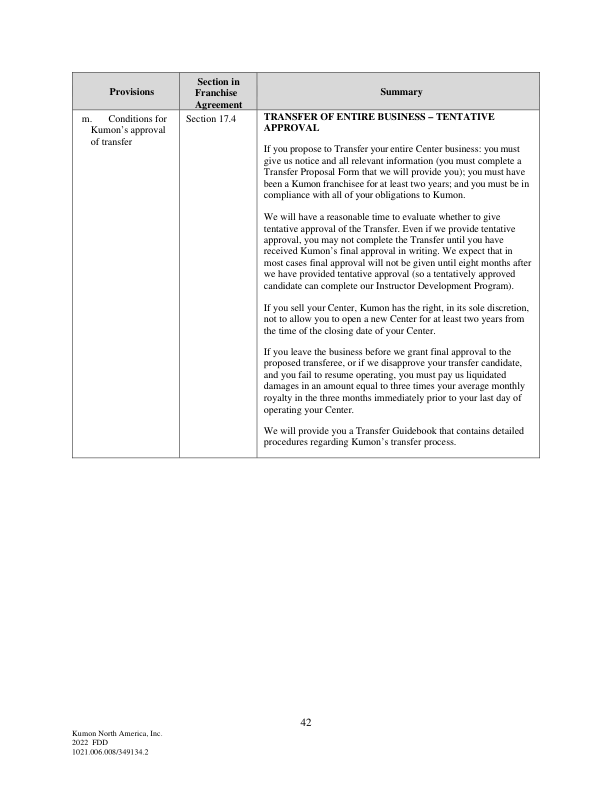 Provisions
Section in
Franchise
Agreement
Summary
m. Conditions for
Kumon's approval
of transfer
Section 17.4
TRANSFER OF ENTIRE BUSINESS – TENTATIVE
APPROVAL
If you propose to Transfer your entire Center business: you must
give us notice and all relevant information (you must complete a
Transfer Proposal Form that we will provide you); you must have
been a Kumon franchisee for at least two years; and you must be in
compliance with all of your obligations to Kumon.
We will have a reasonable time to evaluate whether to give
tentative approval of the Transfer. Even if we provide tentative
approval, you may not complete the Transfer until you have
received Kumon's final approval in writing. We expect that in
most cases final approval will not be given until eight months after
we have provided tentative approval (so a tentatively approved
candidate can complete our Instructor Development Program).
If you sell your Center, Kumon has the right, in its sole discretion,
not to allow you to open a new Center for at least two years from
the time of the closing date of your Center.
If you leave the business before we grant final approval to the
proposed transferee, or if we disapprove your transfer candidate,
and you fail to resume operating, you must pay us liquidated
damages in an amount equal to three times your average monthly
royalty in the three months immediately prior to your last day of
operating your Center.
We will provide you a Transfer Guidebook that contains detailed
procedures regarding Kumon's transfer process.
42
Kumon North America, Inc.
2022 FDD
1021.006.008/349134.2